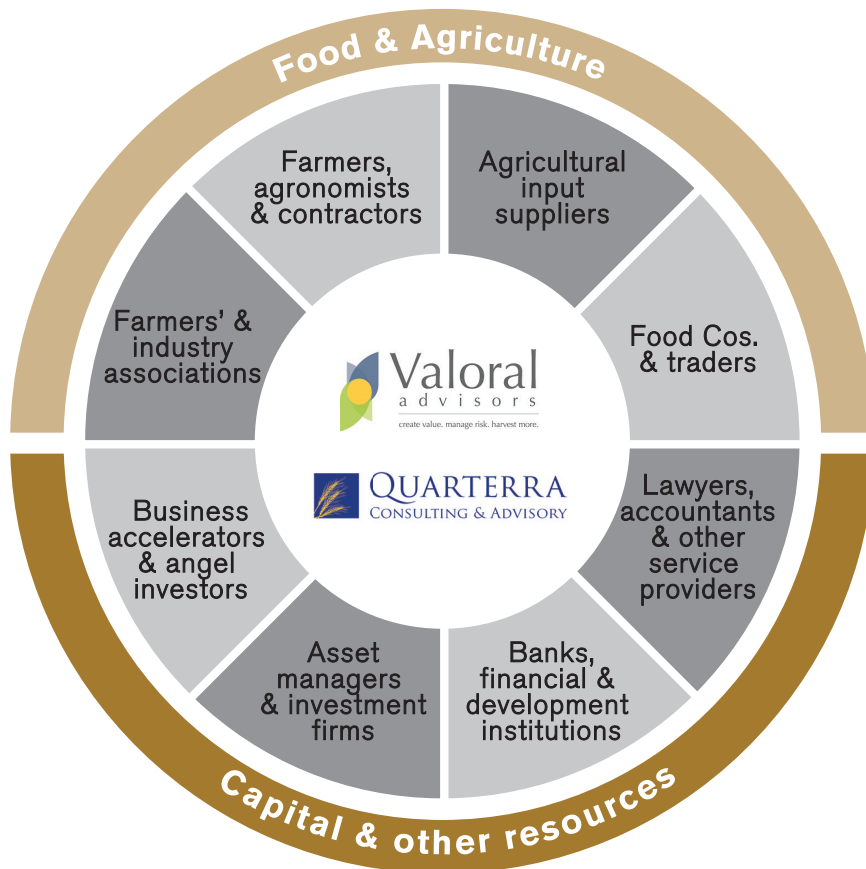 Food & Agriculture
Farmers,
agronomists
& contractors
Agricultural
input
suppliers
Farmers' &
industry
associations
Food Cos.
& traders
Valoral
advisors
create value. manage risk. harvest more.
QUARTERRA
CONSULTING & ADVISORY
Business
accelerators
& angel
investors
Lawyers,
accountants
& other
service
providers
Asset
managers
& investment
firms
Banks,
financial &
development
institutions
Capital & other resources